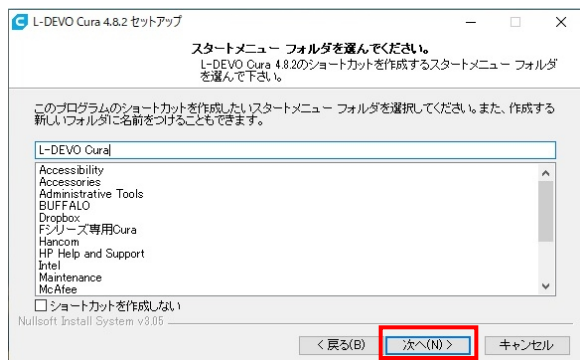 L-DEVO Cura 4.8.2 セットアップ
スタートメニュー フォルダを選んでください。
L-DEVO Cura 4.8.2のショートカットを作成するスタートメニュー フォルダ
を選んで下さい。
このプログラムのショートカットを作成したいスタートメニュー フォルダを選択してください。また、作成する
新しいフォルダに名前をつけることもできます。
L-DEVO Cura
Accessibility
Accessories
Administrative Tools
BUFFALO
Dropbox
Fシリーズ専用Cura
Hancom
HP Help and Support
Intel
Maintenance
McAfee
ショートカットを作成しない
Nullsoft Install System v3.05
< 戻る(B) 次へ(N) > キャンセル